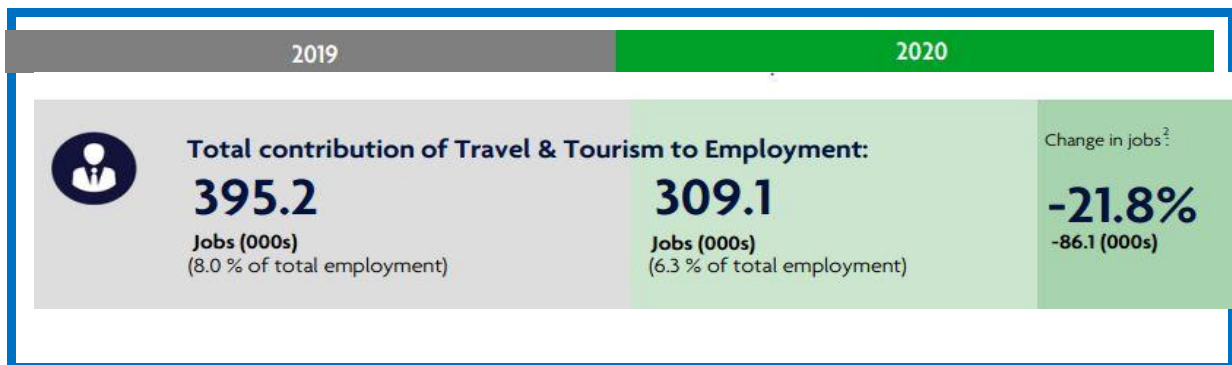 2019
2020
Total contribution of Travel & Tourism to Employment:
395.2
Jobs (000s)
(8.0 % of total employment)
309.1
Jobs (000s)
(6.3 % of total employment)
Change in jobs²:
-21.8%
-86.1 (000s)